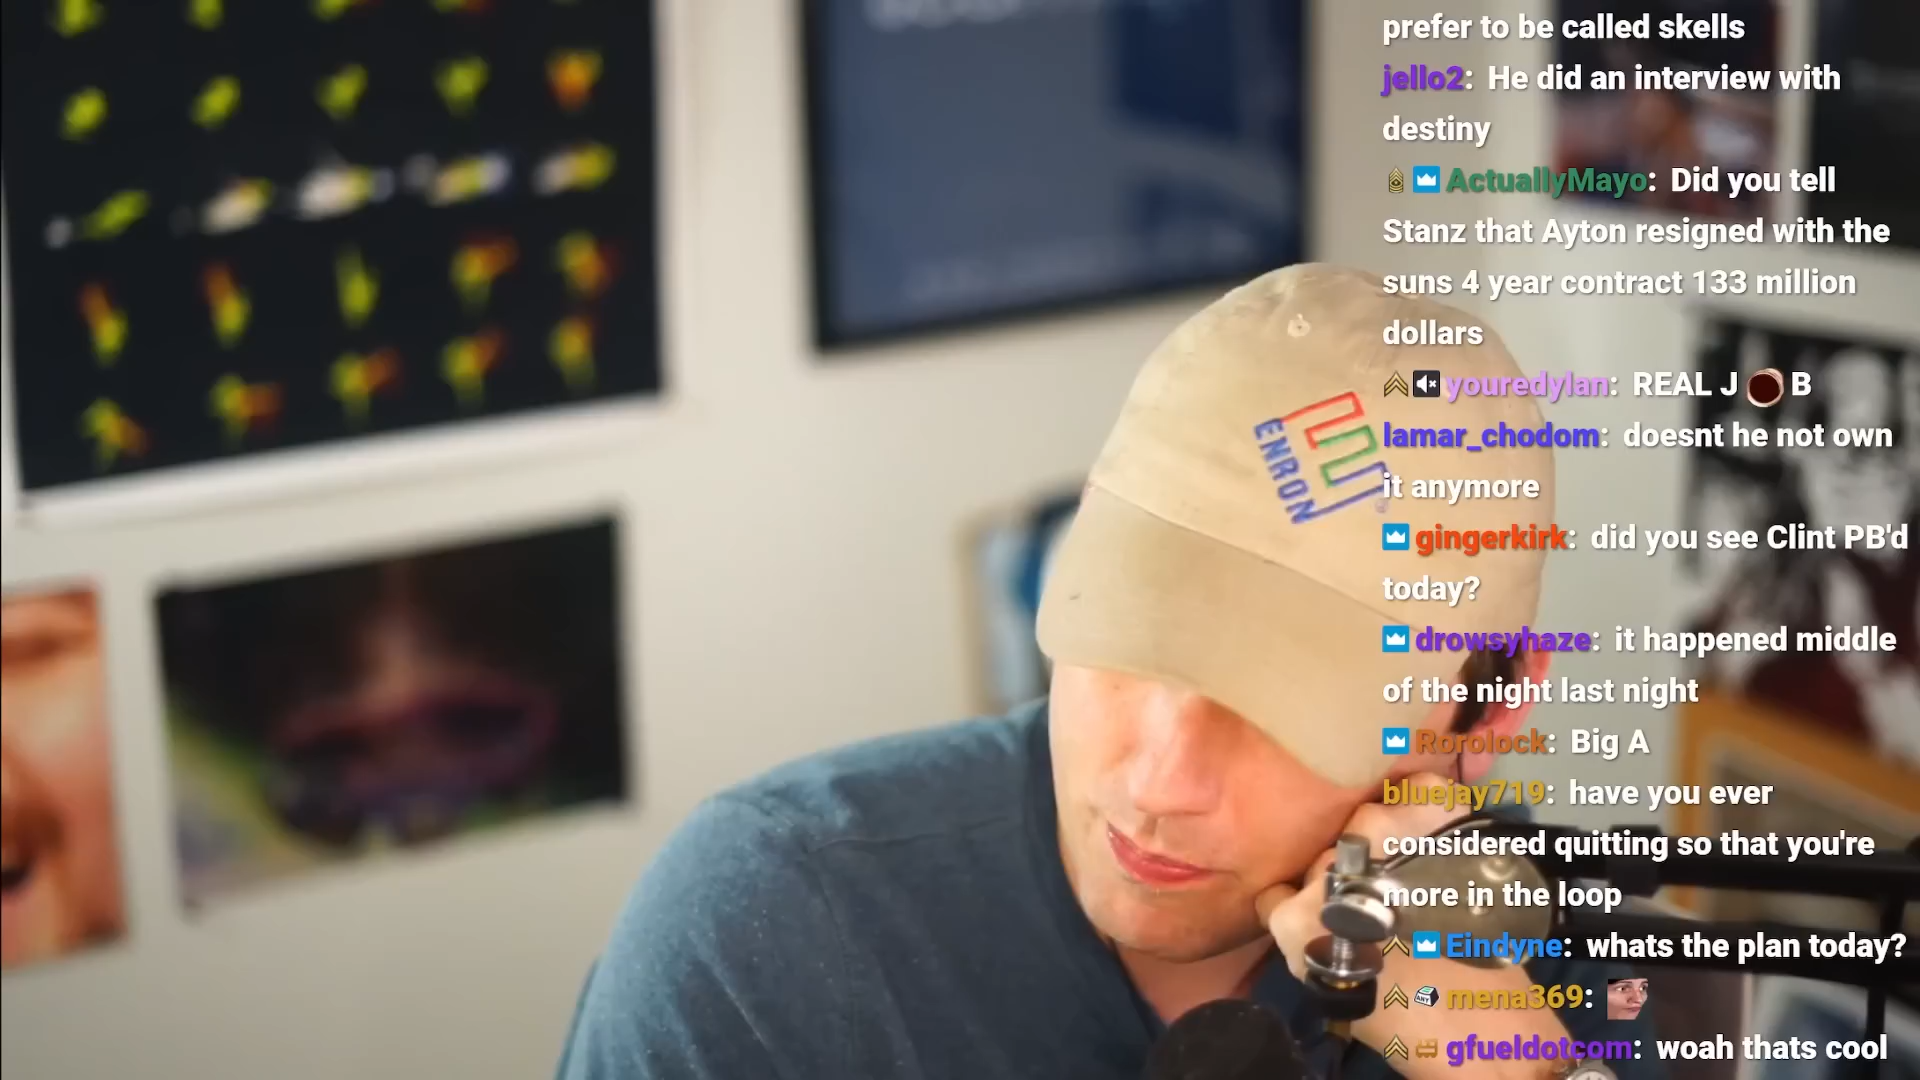 prefer to be called skells
jello2: He did an interview with
destiny
ActuallyMayo: Did you tell
Stanz that Ayton resigned with the
suns 4 year contract 133 million
dollars
youredylan: REAL J B
lamar_chodom: doesnt he not own
it anymore
gingerkirk: did you see Clint PB'd
today?
drowsyhaze: it happened middle
of the night last night
Rorolock: Big A
bluejay719: have you ever
considered quitting so that you're
more in the loop
Eindyne: whats the plan today?
mena369:
gfueldotcom: woah thats cool
ENRON